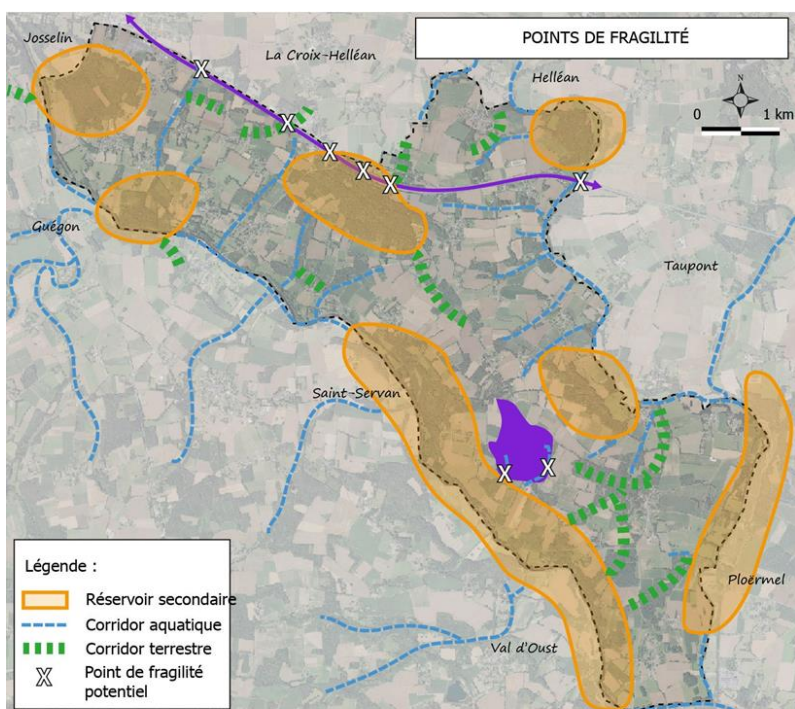 POINTS DE FRAGILITÉ
Josselin
La Croix-Helléan
Helléan
N
0 1 km
Guégon
Taupont
Saint-Servan
Ploërmel
Val d'Oust
Légende :
Réservoir secondaire
Corridor aquatique
Corridor terrestre
X Point de fragilité
potentiel
X
X
X
X
X
X
X
X